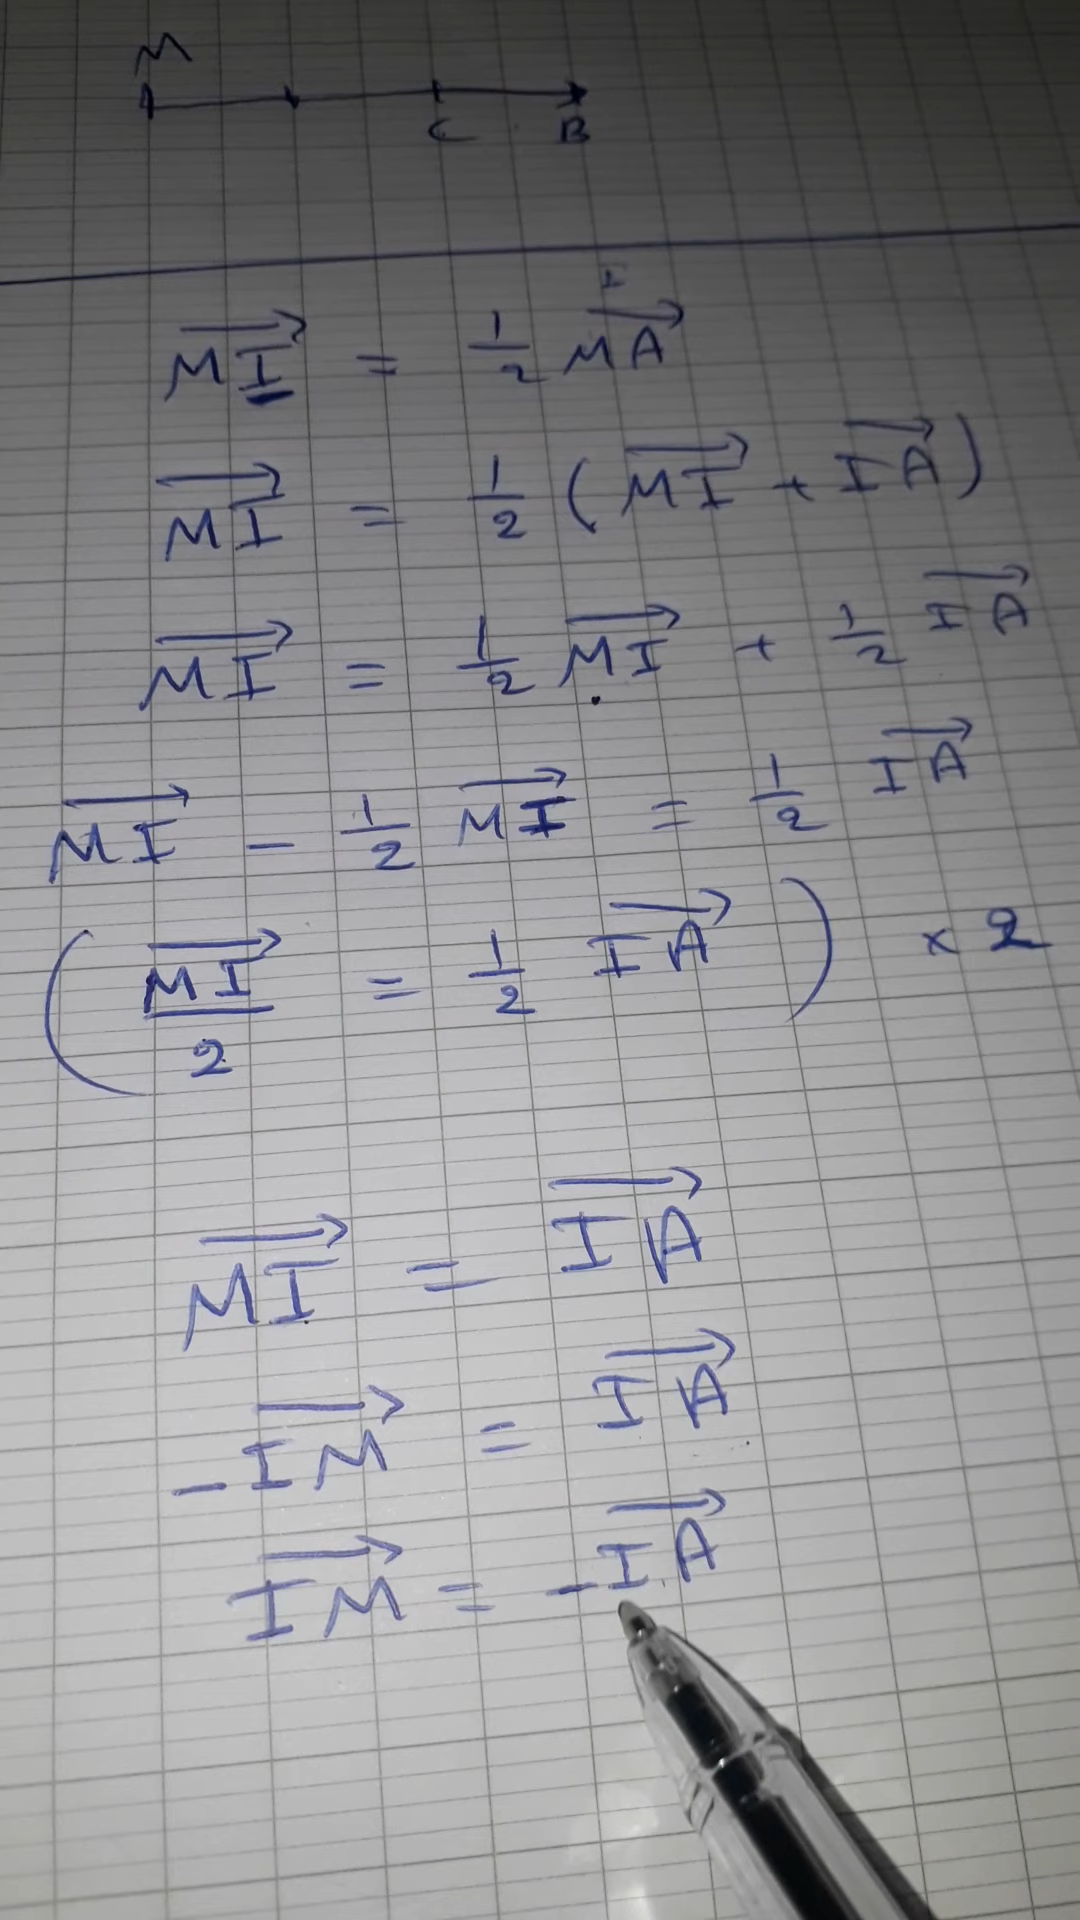 M
C B
I
MI⃗ = 1/2 MA⃗
MI⃗ = 1/2 (MI⃗ + IA⃗)
MI⃗ = 1/2 MI⃗ + 1/2 IA⃗
MI⃗ - 1/2 MI⃗ = 1/2 IA⃗
(MI⃗/2 = 1/2 IA⃗) × 2
MI⃗ = IA⃗
-IM⃗ = IA⃗
IM⃗ = -IA⃗